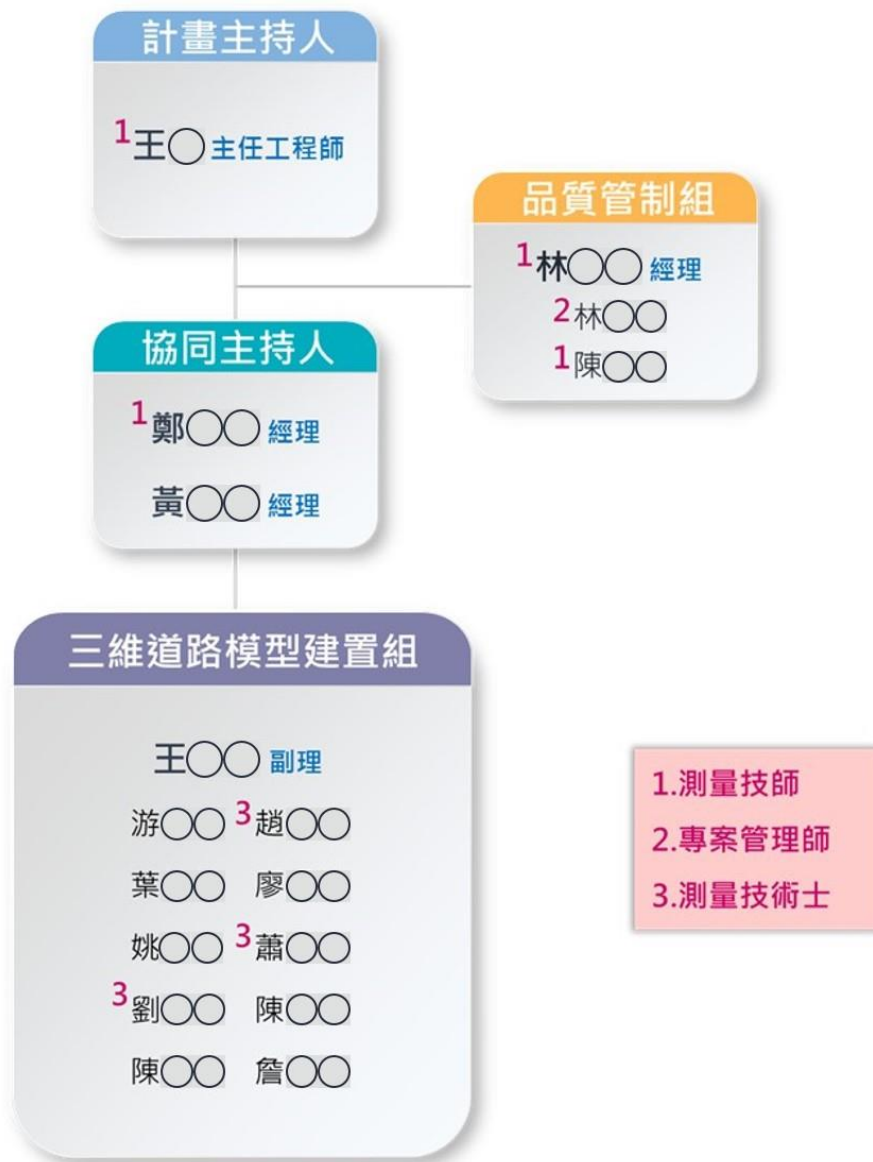 計畫主持人
1王○ 主任工程師
品質管制組
1林○○ 經理
2林○○
1陳○○
協同主持人
1鄭○○ 經理
黃○○ 經理
三維道路模型建置組
王○○ 副理
游○○ 3趙○○
葉○○ 廖○○
姚○○ 3蕭○○
3劉○○ 陳○○
陳○○ 詹○○
1.測量技師
2.專案管理師
3.測量技術士